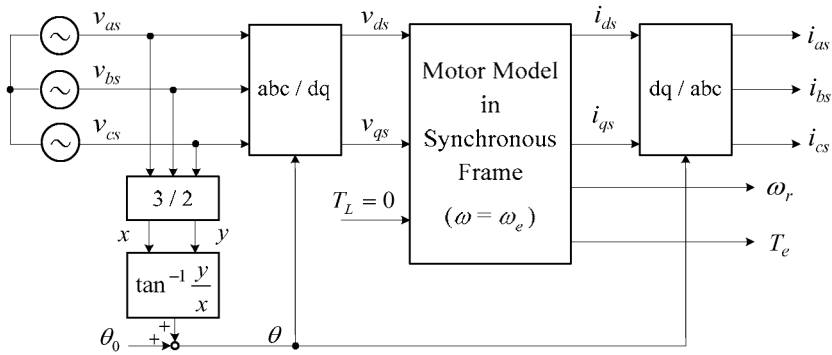 v_as
v_bs
v_cs
abc / dq
v_ds
v_qs
T_L = 0
Motor Model
in
Synchronous
Frame
(ω = ω_e)
i_ds
i_qs
dq / abc
i_as
i_bs
i_cs
ω_r
T_e
3 / 2
x y
tan⁻¹ y/x
+
θ_0 + θ